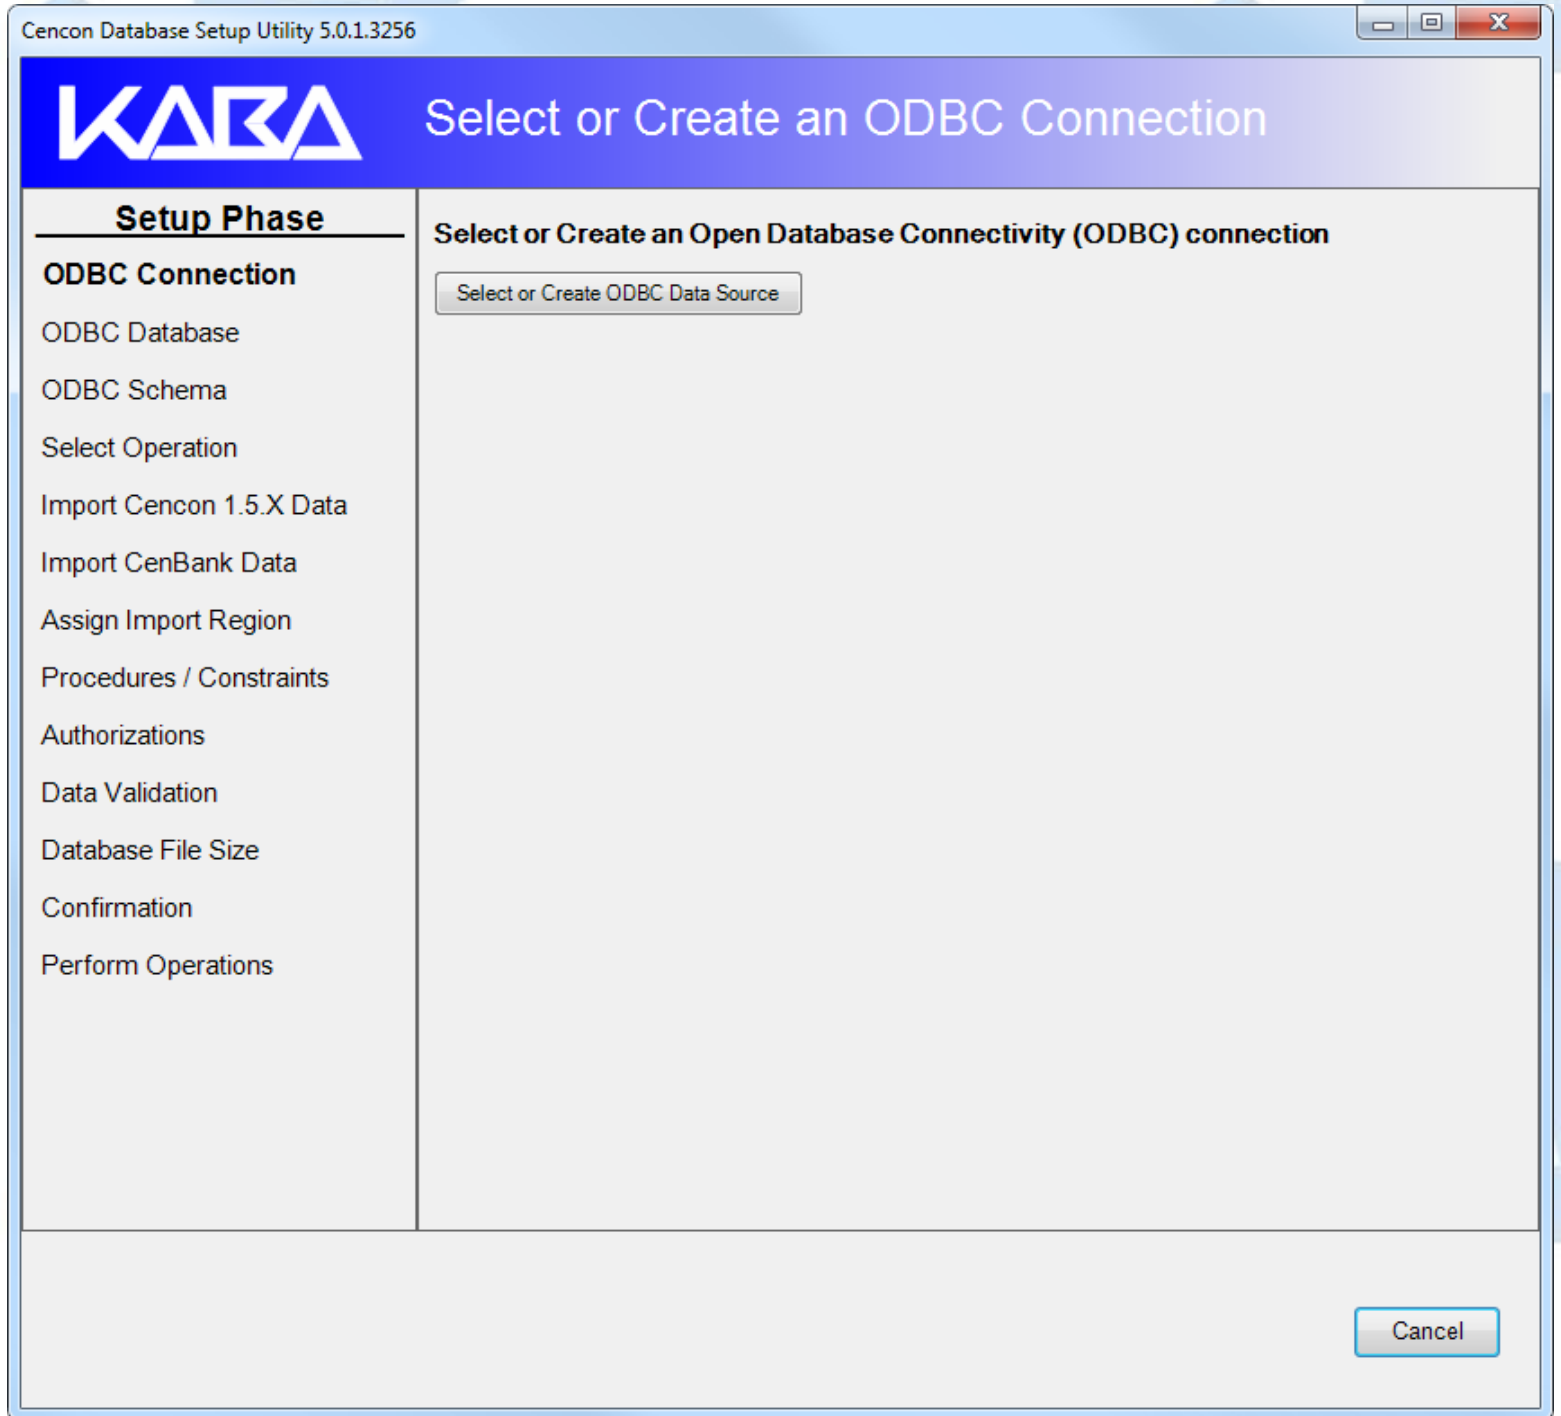 Cencon Database Setup Utility 5.0.1.3256
KABA
Select or Create an ODBC Connection
Setup Phase
ODBC Connection
ODBC Database
ODBC Schema
Select Operation
Import Cencon 1.5.X Data
Import CenBank Data
Assign Import Region
Procedures / Constraints
Authorizations
Data Validation
Database File Size
Confirmation
Perform Operations
Select or Create an Open Database Connectivity (ODBC) connection
Select or Create ODBC Data Source
Cancel